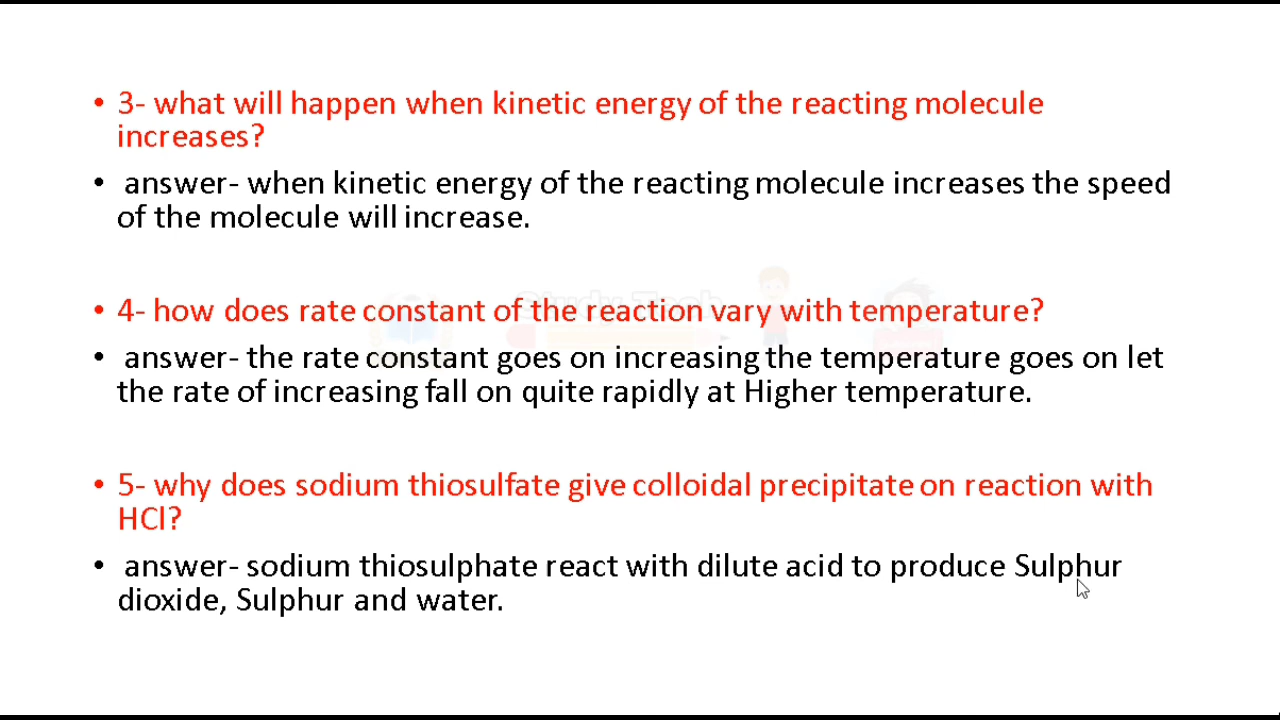 • 3- what will happen when kinetic energy of the reacting molecule
increases?
• answer- when kinetic energy of the reacting molecule increases the speed
of the molecule will increase.
Study Tech
• 4- how does rate constant of the reaction vary with temperature?
• answer- the rate constant goes on increasing the temperature goes on let
the rate of increasing fall on quite rapidly at Higher temperature.
• 5- why does sodium thiosulfate give colloidal precipitate on reaction with
HCl?
• answer- sodium thiosulphate react with dilute acid to produce Sulphur
dioxide, Sulphur and water.